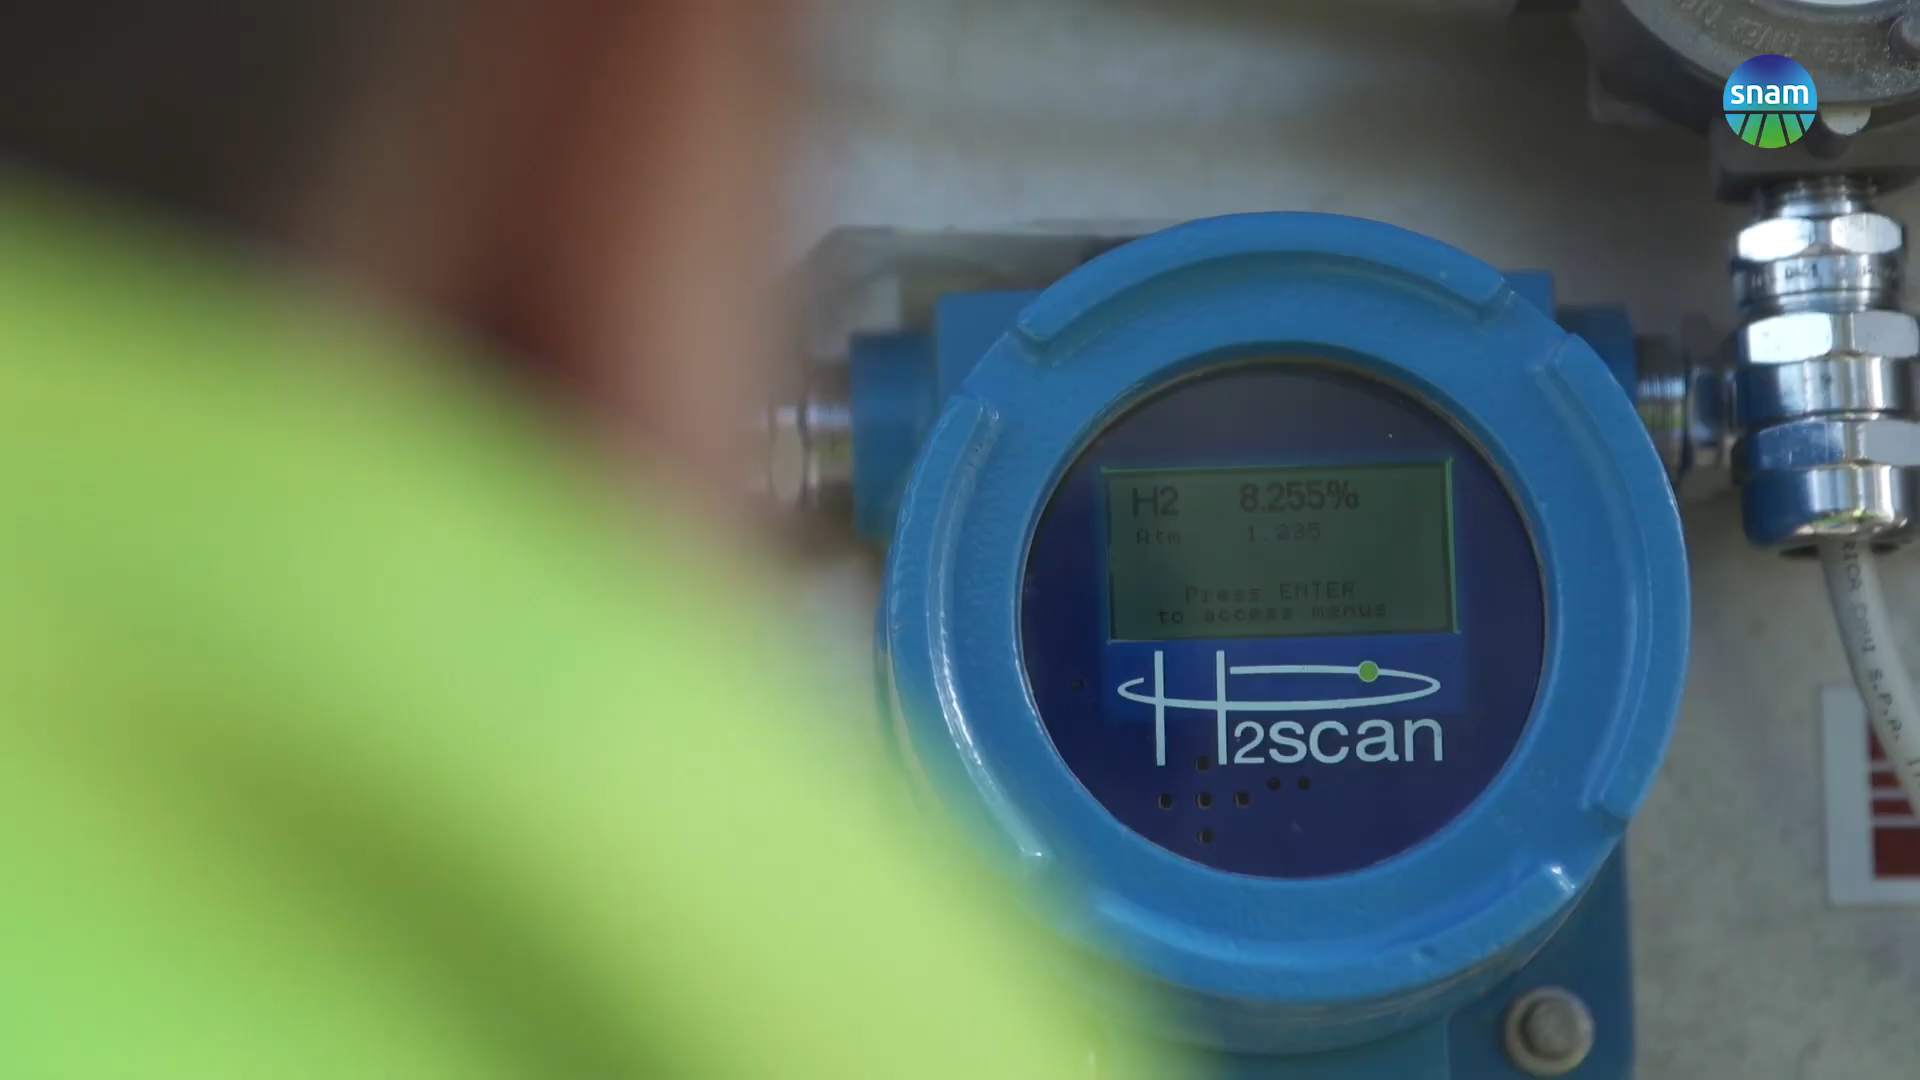 snam
H2 8.255%
Atm 1.235
Press ENTER
to access menus
H2scan